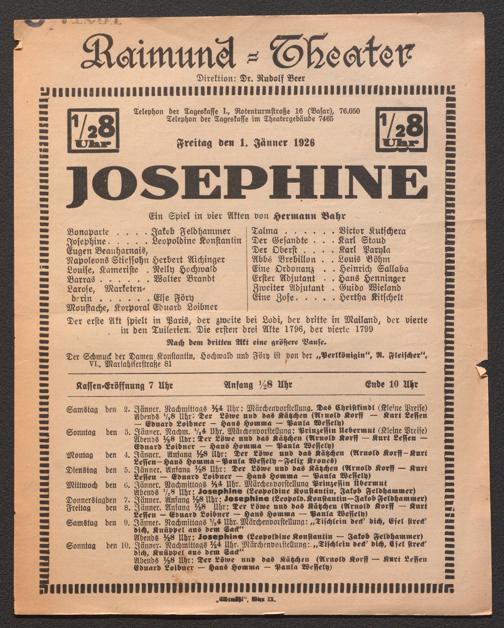 Raimund-Theater
Direktion: Dr. Rudolf Beer
1/28 Uhr
Telephon der Tageskasse I., Rotenturmstraße 16 (Basar), 76.050
Telephon der Tageskasse im Theatergebäude 7465
1/28 Uhr
Freitag den 1. Jänner 1926
JOSEPHINE
Ein Spiel in vier Akten von Hermann Bahr
Bonaparte . . . . . Jakob Feldhammer
Josephine . . . . . Leopoldine Konstantin
Eugen Beauharnais,
Napoleons Stiefsohn Herbert Aichinger
Louise, Kameriste . Nelly Hochwald
Barras . . . . . Walter Brandt
Larose, Marketen-
derin . . . . . . . Else Föry
Moustache, Korporal Eduard Loibner
Talma . . . . . . Victor Kutschera
Der Gesandte . . . Karl Staud
Der Oberst . . . . Karl Paryla
Abbé Brebillon . . Louis Böhm
Eine Ordonanz . . Heinrich Sallaba
Erster Adjutant . . Hans Henninger
Zweiter Adjutant . Guido Wieland
Eine Zofe . . . . . Hertha Kitschelt
Der erste Akt spielt in Paris, der zweite bei Lodi, der dritte in Mailand, der vierte
in den Tuilerien. Die ersten drei Akte 1796, der vierte 1799
Nach dem dritten Akt eine größere Pause.
Der Schmuck der Damen Konstantin, Hochwald und Föry ist von der „Perlkönigin“, R. Fleischer“,
VI., Mariahilferstraße 81
Kassen-Eröffnung 7 Uhr Anfang 1/28 Uhr Ende 10 Uhr
Samstag den 2. Jänner. Nachmittags 1/4 Uhr: Märchenvorstellung. Das Christkindl (Kleine Preise)
Abends 1/28 Uhr: Der Löwe und das Kätzchen (Arnold Korff — Kurt Lessen
— Eduard Loibner — Hans Homma — Paula Wessely)
Sonntag den 3. Jänner. Nachm. 1/4 Uhr: Märchenvorstellung: Prinzessin Uebermut (Kleine Preise)
Abends 1/28 Uhr: Der Löwe und das Kätzchen (Arnold Korff — Kurt Lessen —
Eduard Loibner — Hans Homma — Paula Wessely)
Montag den 4. Jänner. Anfang 1/28 Uhr: Der Löwe und das Kätzchen (Arnold Korff — Kurt
Lessen—Hans Homma—Paula Wessely—Felix Krones)
Dienstag den 5. Jänner. Anfang 1/28 Uhr: Der Löwe und das Kätzchen (Arnold Korff — Kurt
Lessen — Eduard Loibner — Hans Homma — Paula Wessely)
Mittwoch den 6. Jänner. Nachmittags 1/4 Uhr: Märchenvorstellung Prinzessin Übermut
Abends 1/28 Uhr: Josephine (Leopoldine Konstantin, Jakob Feldhammer)
Donnerstag den 7. Jänner. Anfang 1/28 Uhr: Josephine (Leopold. Konstantin—Jakob Feldhammer)
Freitag den 8. Jänner. Anfang 1/28 Uhr: Der Löwe und das Kätzchen (Arnold Korff — Kurt
Lessen — Eduard Loibner — Hans Homma — Paula Wessely)
Samstag den 9. Jänner. Nachmittags 1/4 Uhr. Märchenvorstellung: „Tischlein deck' dich, Esel streck'
dich, Knüppel aus dem Sack“
Abends 1/28 Uhr: Josephine (Leopoldine Konstantin — Jakob Feldhammer)
Sonntag den 10. Jänner. Nachmittags 1/4 Uhr: Märchenvorstellung: „Tischlein deck' dich, Esel streck'
dich, Knüppel aus dem Sack“
Abends 1/28 Uhr: Der Löwe und das Kätzchen (Arnold Korff — Kurt Lessen
Eduard Loibner — Hans Homma — Paula Wessely)